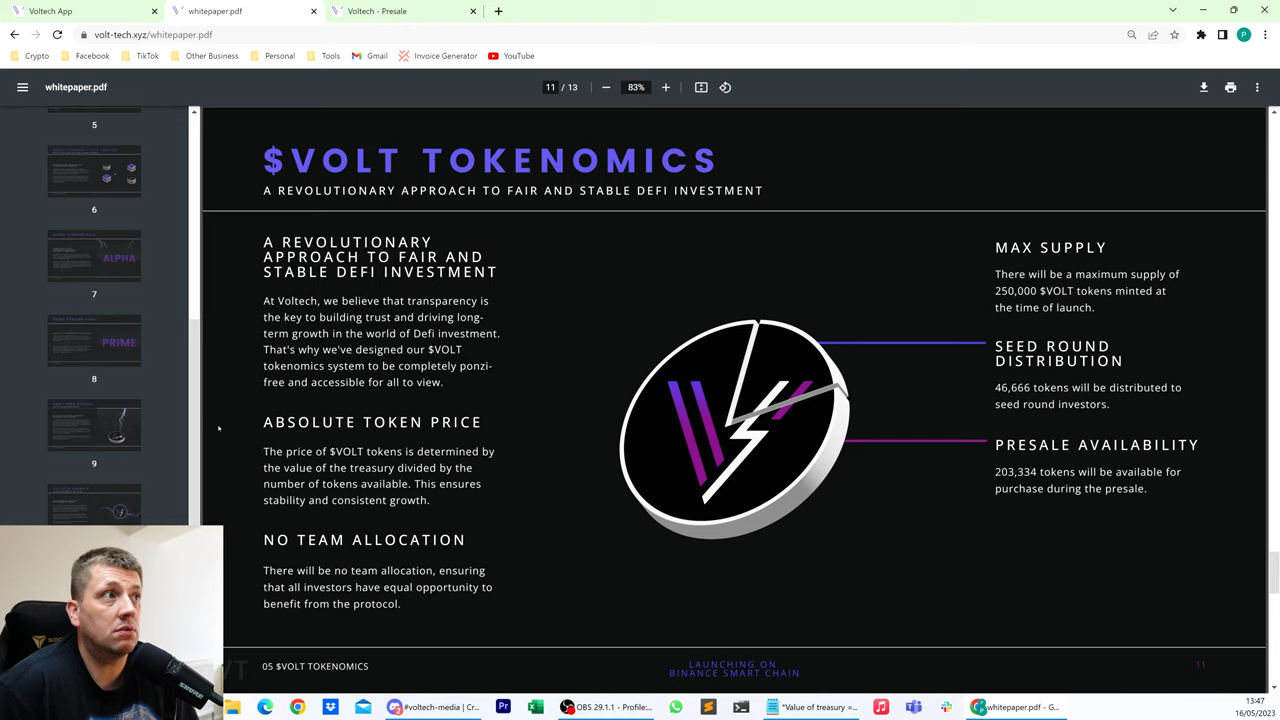 Voltech App
whitepaper.pdf
Voltech - Presale
volt-tech.xyz/whitepaper.pdf
P
Crypto
Facebook
TikTok
Other Business
Personal
Tools
Gmail
Invoice Generator
YouTube
whitepaper.pdf
11 / 13
83%
5
6
ALPHA
7
PRIME
8
9
$VOLT TOKENOMICS
A REVOLUTIONARY APPROACH TO FAIR AND STABLE DEFI INVESTMENT
A REVOLUTIONARY
APPROACH TO FAIR AND
STABLE DEFI INVESTMENT
At Voltech, we believe that transparency is
the key to building trust and driving long-
term growth in the world of Defi investment.
That's why we've designed our $VOLT
tokenomics system to be completely ponzi-
free and accessible for all to view.
ABSOLUTE TOKEN PRICE
The price of $VOLT tokens is determined by
the value of the treasury divided by the
number of tokens available. This ensures
stability and consistent growth.
NO TEAM ALLOCATION
There will be no team allocation, ensuring
that all investors have equal opportunity to
benefit from the protocol.
MAX SUPPLY
There will be a maximum supply of
250,000 $VOLT tokens minted at
the time of launch.
SEED ROUND
DISTRIBUTION
46,666 tokens will be distributed to
seed round investors.
PRESALE AVAILABILITY
203,334 tokens will be available for
purchase during the presale.
VT
05 $VOLT TOKENOMICS
LAUNCHING ON
BINANCE SMART CHAIN
11
SHURE
#voltech-media | Cr...
Pr
OBS 29.1.1 - Profile:...
*Value of treasury =...
whitepaper.pdf - G...
13:47
16/05/2023